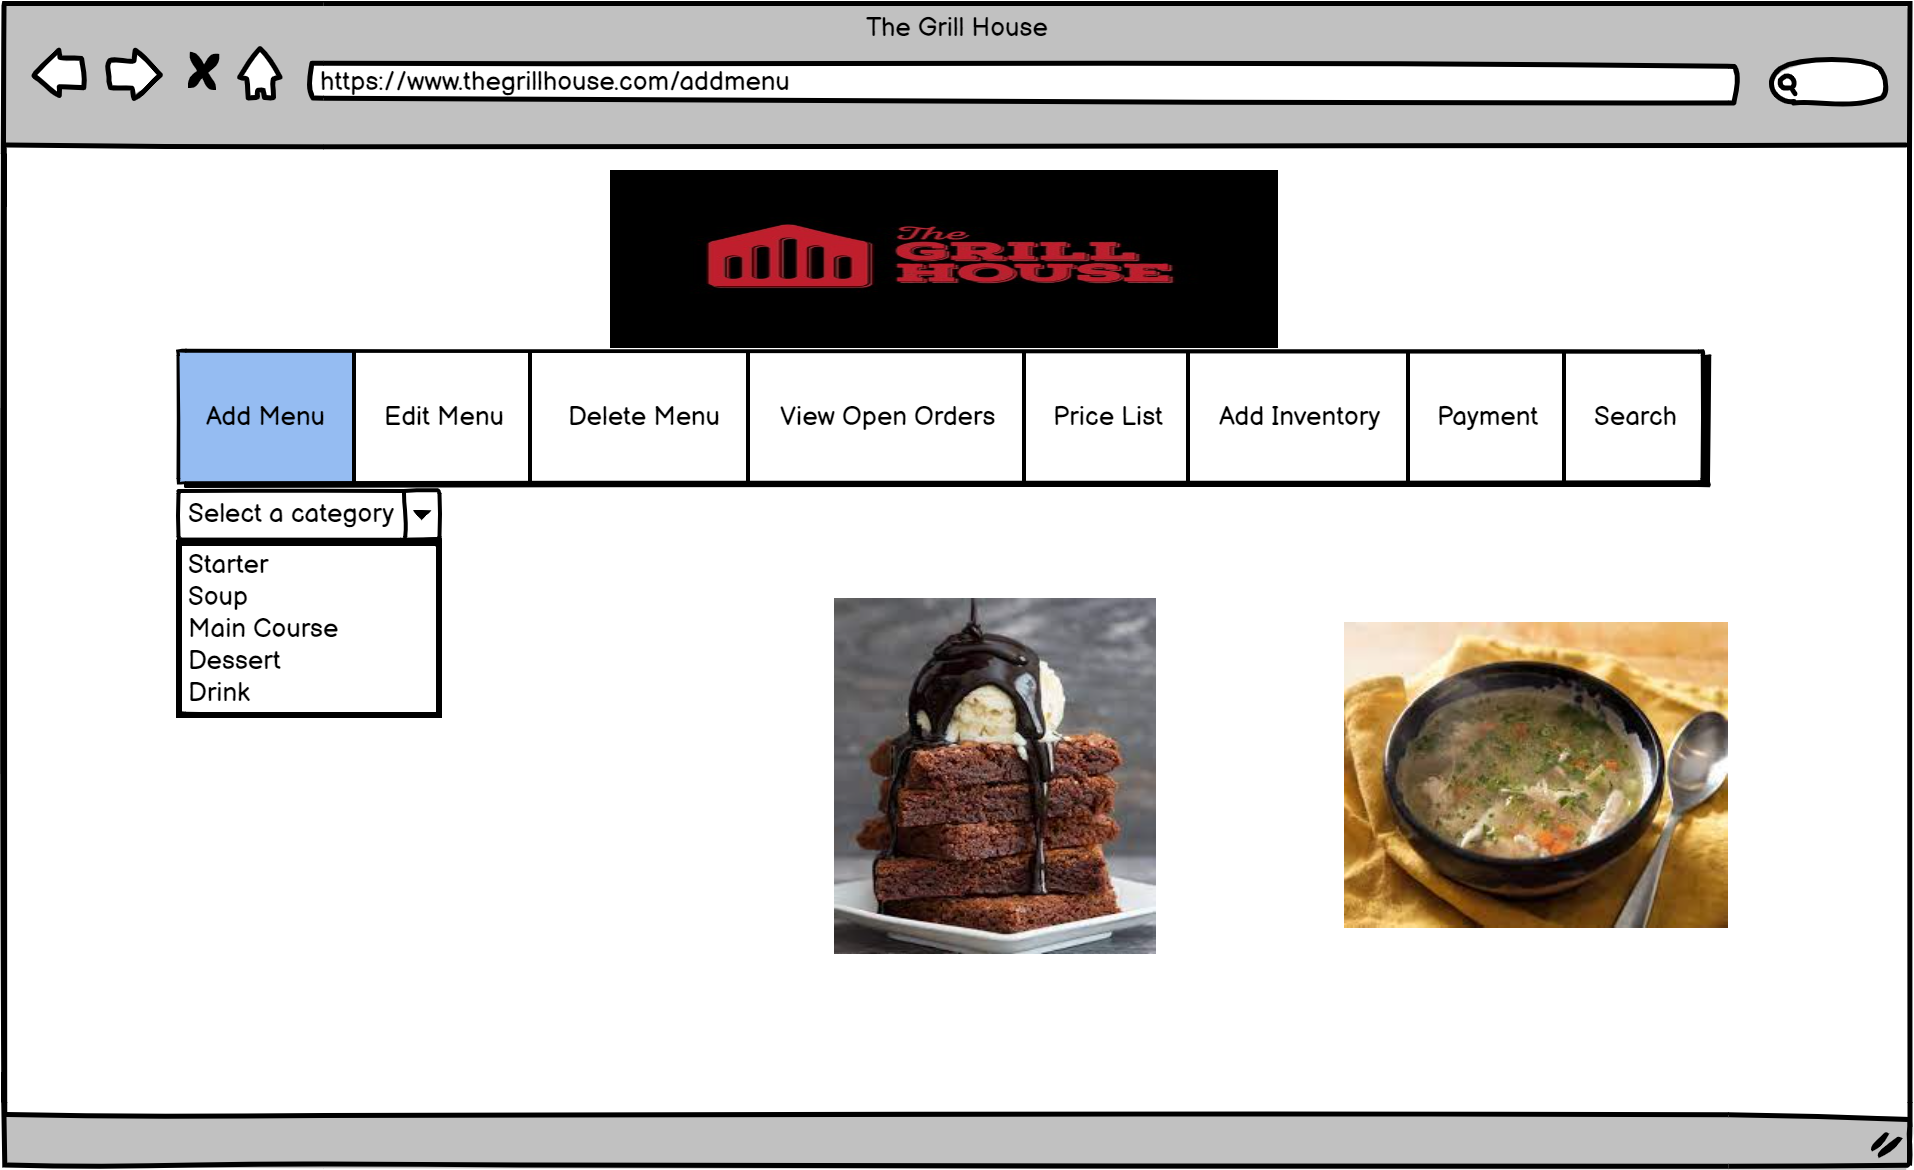 The Grill House
https://www.thegrillhouse.com/addmenu
The
GRILL
HOUSE
Add Menu Edit Menu Delete Menu View Open Orders Price List Add Inventory Payment Search
Select a category
Starter
Soup
Main Course
Dessert
Drink